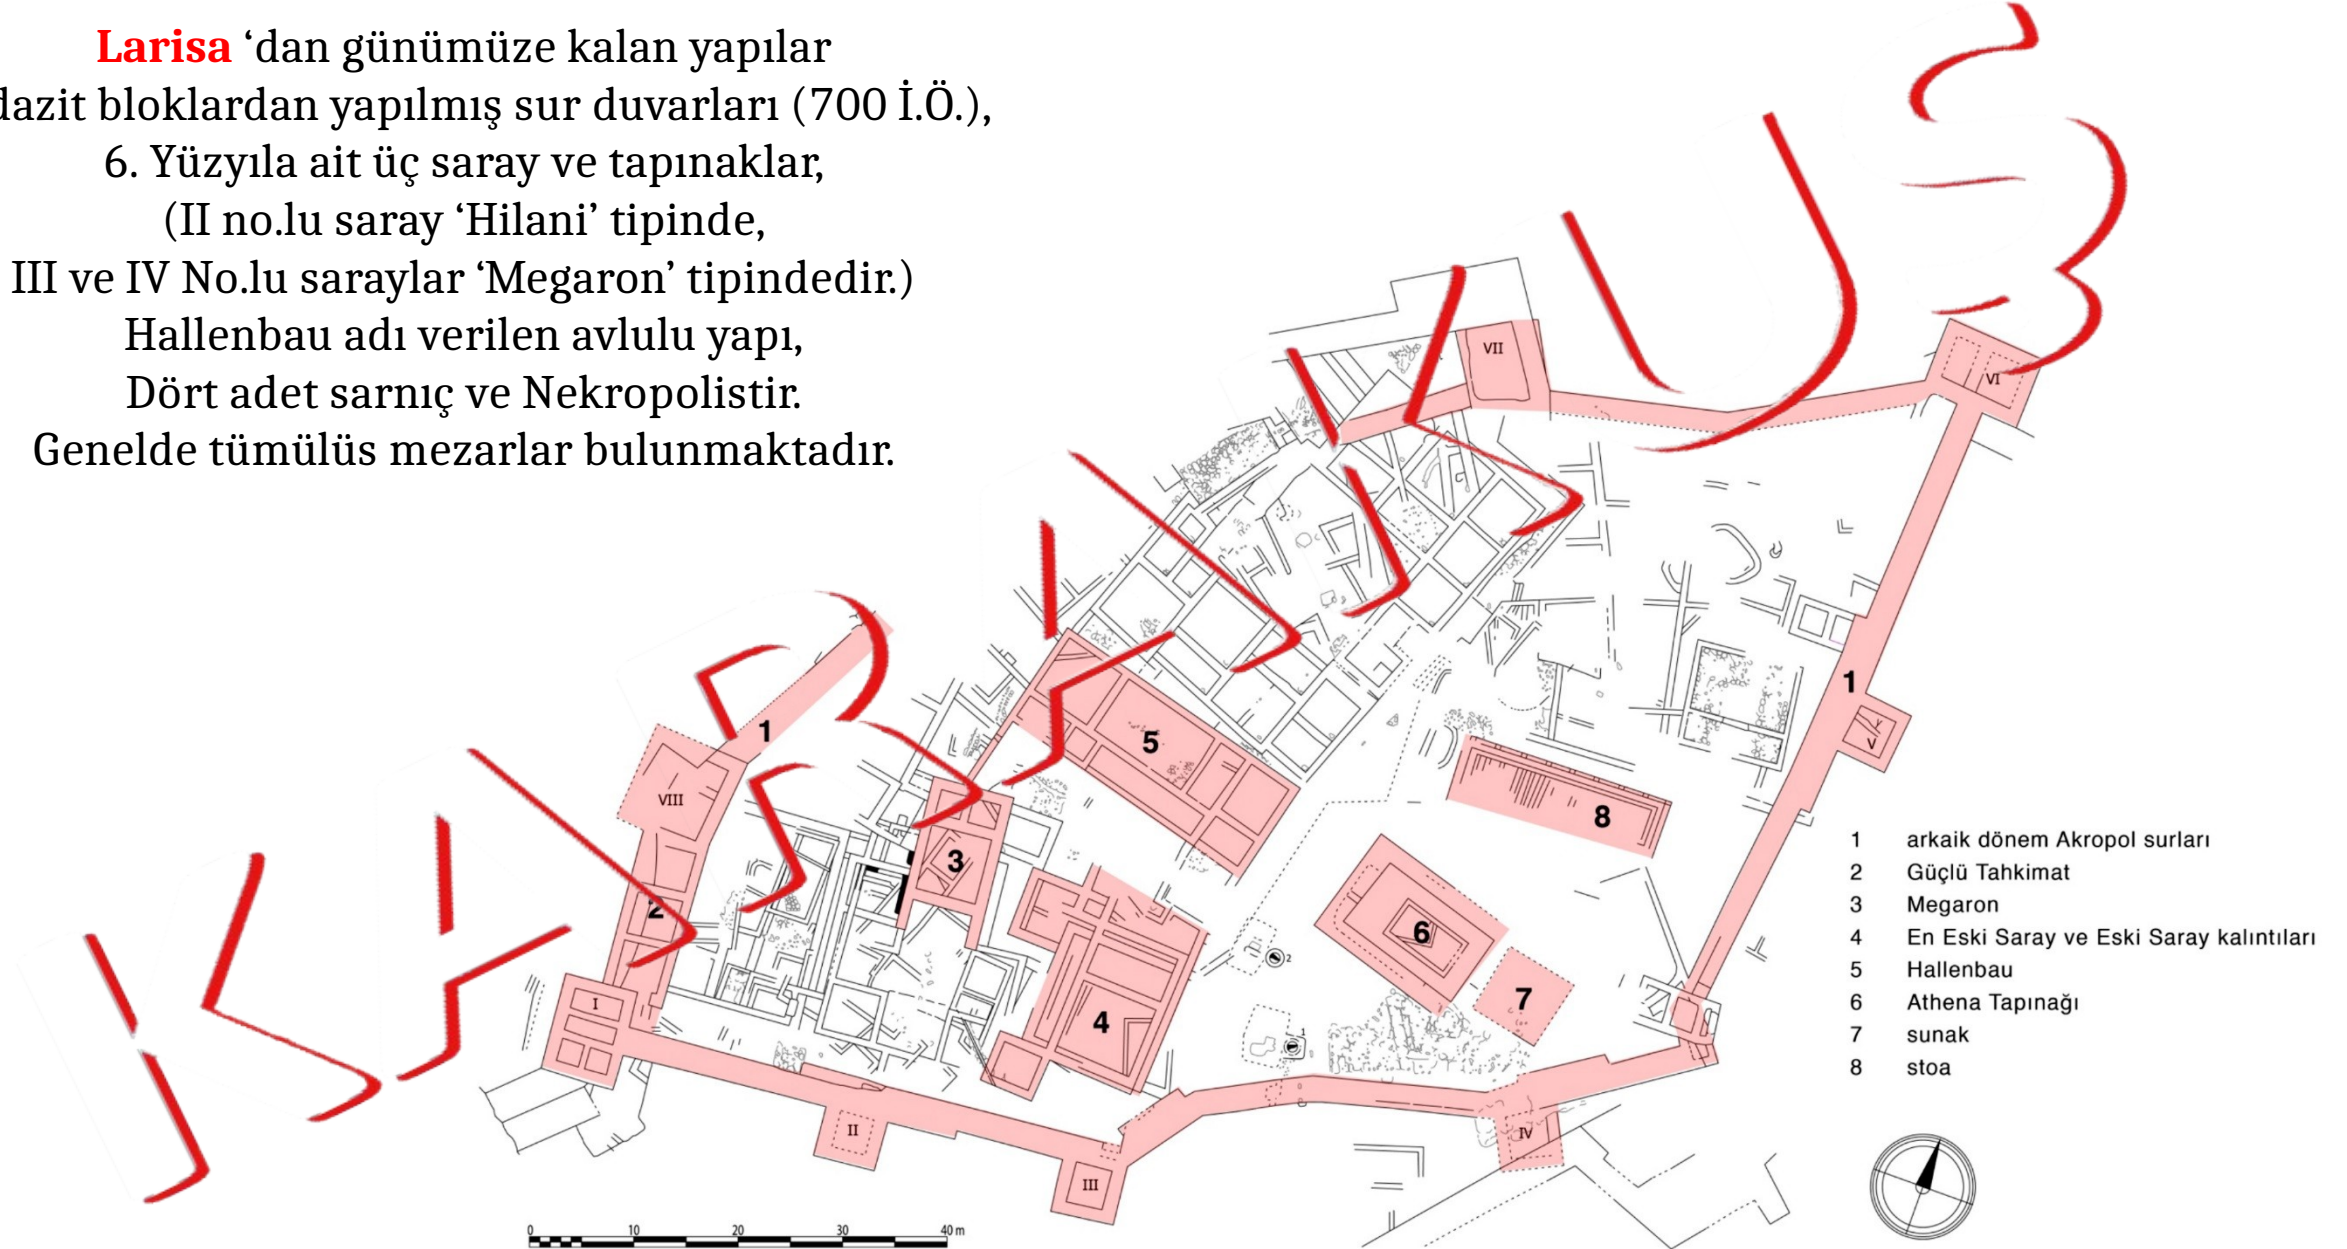 Larisa ‘dan günümüze kalan yapılar
bloklardan yapılmış sur duvarları (700 İ.Ö.),
6. Yüzyıla ait üç saray ve tapınaklar,
(II no.lu saray ‘Hilani’ tipinde,
III ve IV No.lu saraylar ‘Megaron’ tipindedir.)
Hallenbau adı verilen avlulu yapı,
Dört adet sarnıç ve Nekropolistir.
Genelde tümülüs mezarlar bulunmaktadır.
VII
VI
1
1
5
V
VIII
8
3
2
6
2
I
7
4
1
II
IV
III
1 arkaik dönem Akropol surları
2 Güçlü Tahkimat
3 Megaron
4 En Eski Saray ve Eski Saray kalıntıları
5 Hallenbau
6 Athena Tapınağı
7 sunak
8 stoa
0 10 20 30 40 m